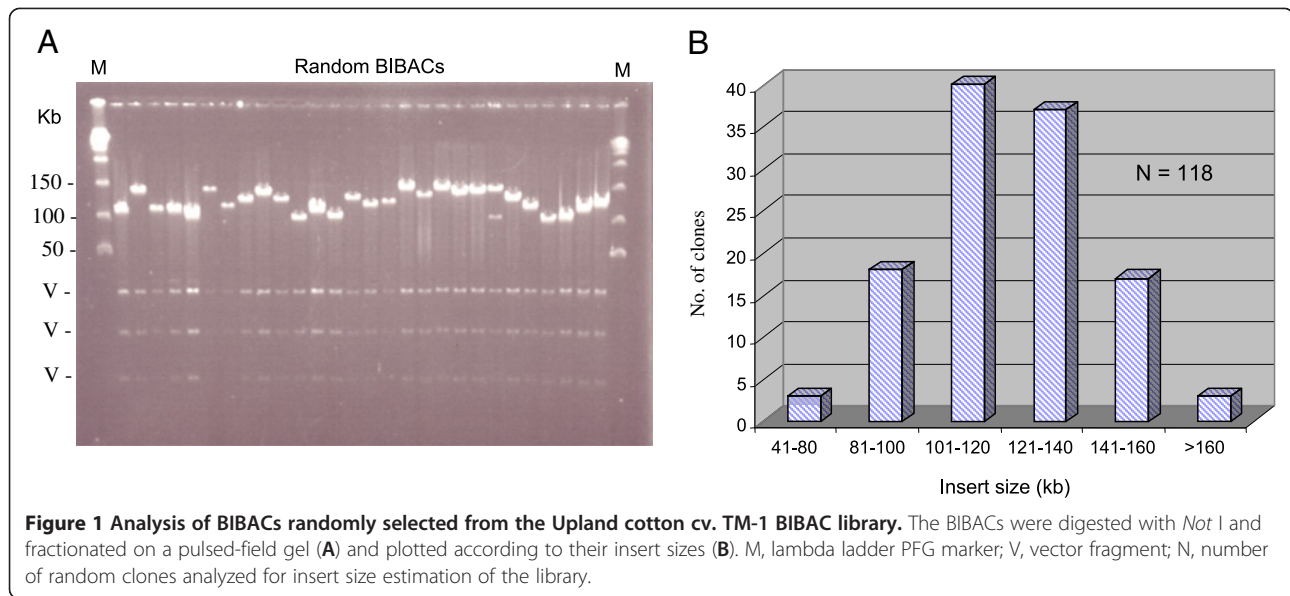 A
M Random BIBACs M
Kb
150 -
100 -
50 -
V -
V -
V -
B
40
35
30
25
20
15
10
5
0
No. of clones
N = 118
41-80 81-100 101-120 121-140 141-160 >160
Insert size (kb)
Figure 1 Analysis of BIBACs randomly selected from the Upland cotton cv. TM-1 BIBAC library. The BIBACs were digested with Not I and
fractionated on a pulsed-field gel (A) and plotted according to their insert sizes (B). M, lambda ladder PFG marker; V, vector fragment; N, number
of random clones analyzed for insert size estimation of the library.